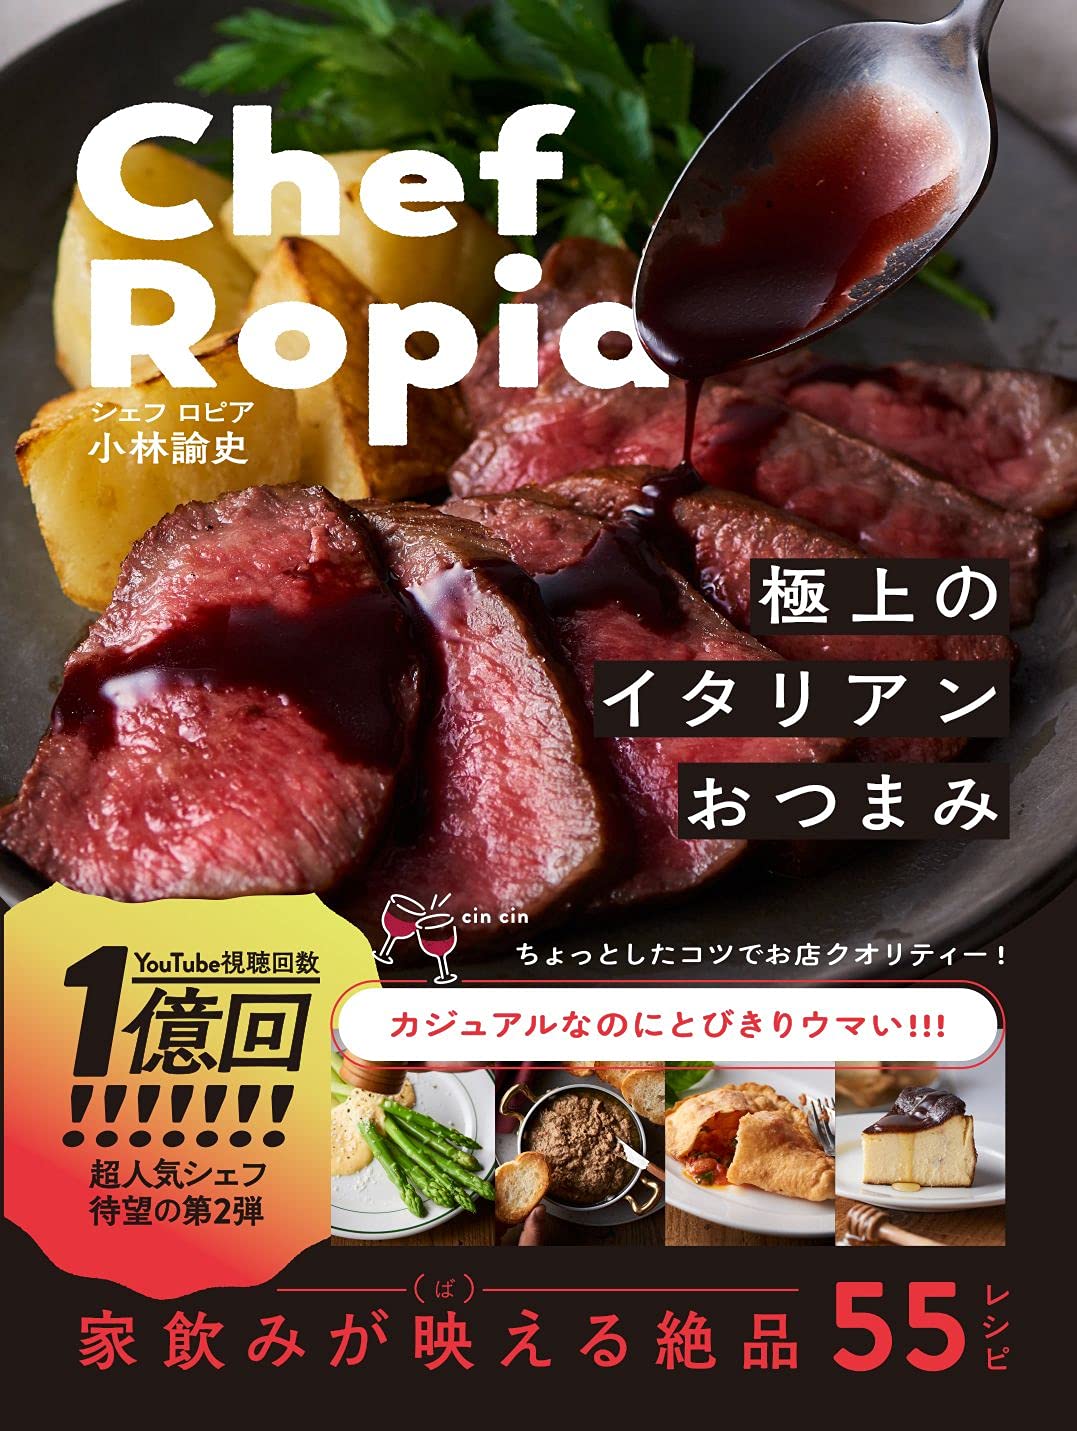 Chef
Ropia
シェフ ロピア
小林諭史
極上の
イタリアン
おつまみ
cin cin
ちょっとしたコツでお店クオリティー!
カジュアルなのにとびきりウマい!!!
YouTube視聴回数
1億回
!!!!!!!
超人気シェフ
待望の第2弾
(ば)
家飲みが映える絶品55レシピ